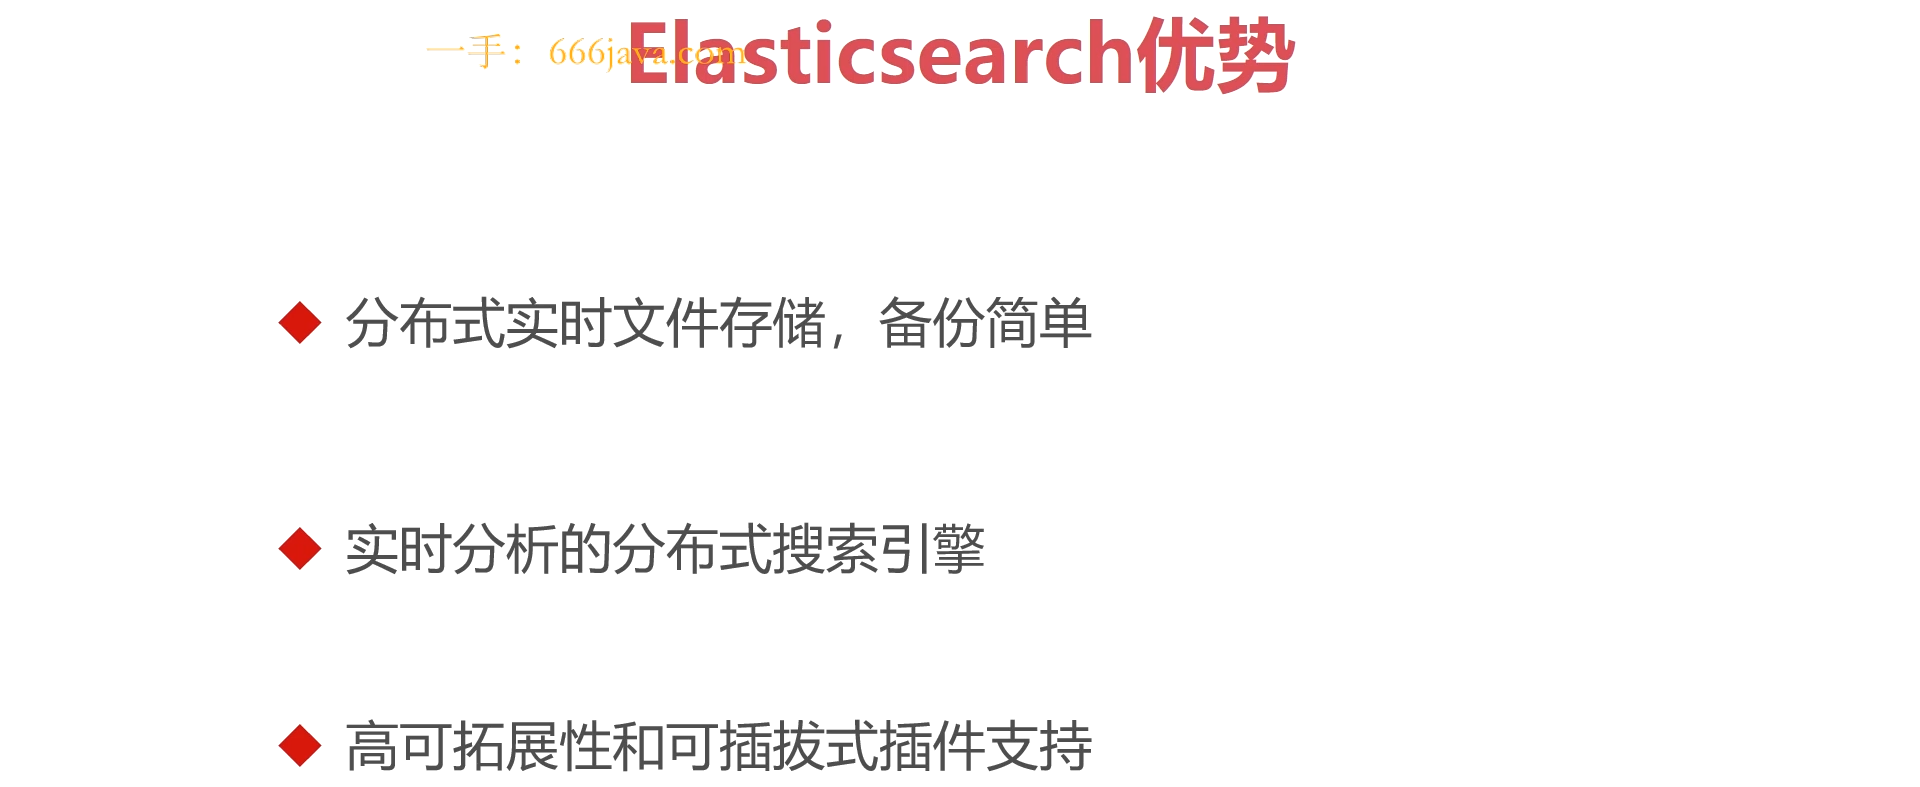 Elasticsearch优势
一手：666java.com
分布式实时文件存储，备份简单
实时分析的分布式搜索引擎
高可拓展性和可插拔式插件支持